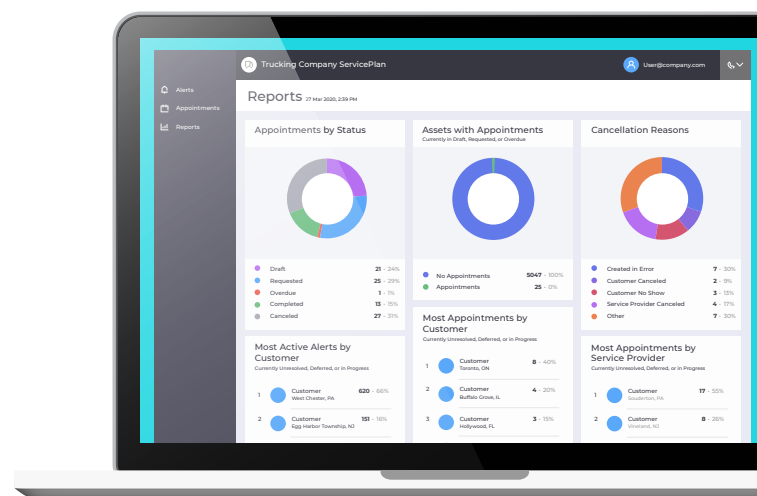 Trucking Company ServicePlan
User@company.com
Alerts
Appointments
Reports
Reports 27 Mar 2020, 2:39 PM
Appointments by Status
Draft 21 - 24%
Requested 25 - 29%
Overdue 1 - 1%
Completed 13 - 15%
Canceled 27 - 31%
Assets with Appointments
Currently in Draft, Requested, or Overdue
No Appointments 5047 - 100%
Appointments 25 - 0%
Cancellation Reasons
Created in Error 7 - 30%
Customer Canceled 2 - 9%
Customer No Show 3 - 13%
Service Provider Canceled 4 - 17%
Other 7 - 30%
Most Active Alerts by
Customer
Currently Unresolved, Deferred, or in Progress
1 Customer 620 - 66%
West Chester, PA
2 Customer 151 - 16%
Egg Harbor Township, NJ
Most Appointments by
Customer
Currently Unresolved, Deferred, or in Progress
1 Customer 8 - 40%
Toronto, ON
2 Customer 4 - 20%
Buffalo Grove, IL
3 Customer 3 - 15%
Hollywood, FL
Most Appointments by
Service Provider
Currently Unresolved, Deferred, or in Progress
1 Customer 17 - 55%
Souderton, PA
2 Customer 8 - 26%
Vineland, NJ